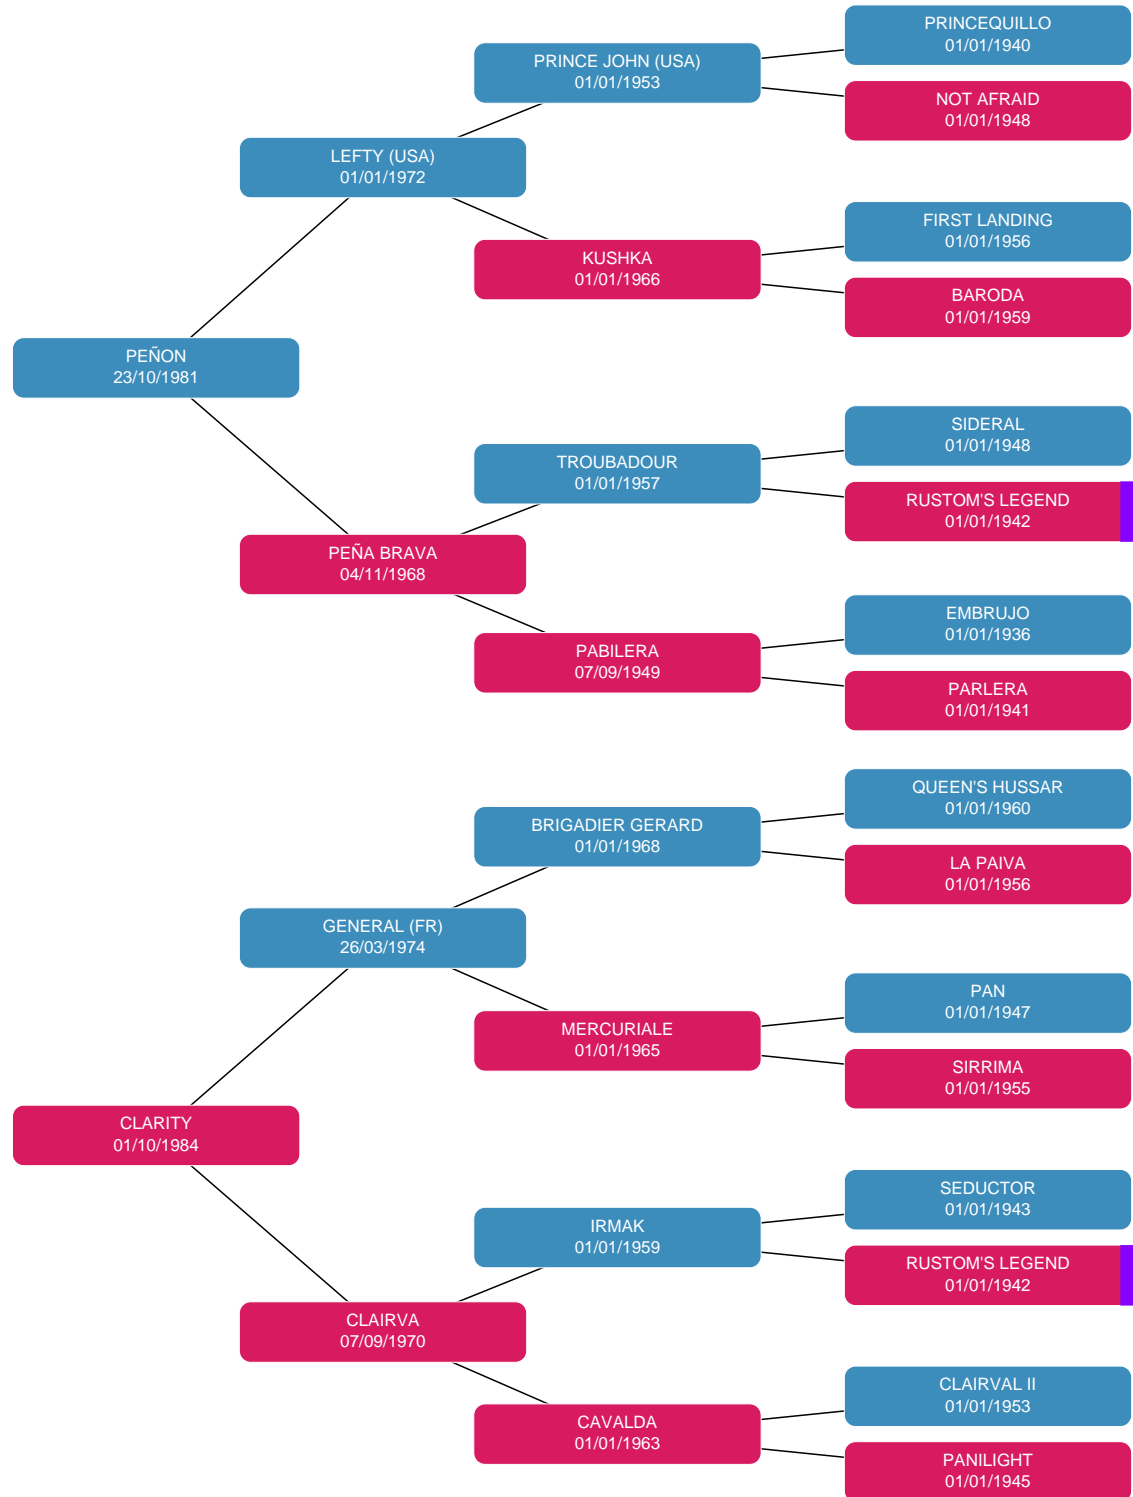 PRINCEQUILLO
01/01/1940
PRINCE JOHN (USA)
01/01/1953
NOT AFRAID
01/01/1948
LEFTY (USA)
01/01/1972
FIRST LANDING
01/01/1956
KUSHKA
01/01/1966
BARODA
01/01/1959
PEÑON
23/10/1981
SIDERAL
01/01/1948
TROUBADOUR
01/01/1957
RUSTOM'S LEGEND
01/01/1942
PEÑA BRAVA
04/11/1968
EMBRUJO
01/01/1936
PABILERA
07/09/1949
PARLERA
01/01/1941
QUEEN'S HUSSAR
01/01/1960
BRIGADIER GERARD
01/01/1968
LA PAIVA
01/01/1956
GENERAL (FR)
26/03/1974
PAN
01/01/1947
MERCURIALE
01/01/1965
SIRRIMA
01/01/1955
CLARITY
01/10/1984
SEDUCTOR
01/01/1943
IRMAK
01/01/1959
RUSTOM'S LEGEND
01/01/1942
CLAIRVA
07/09/1970
CLAIRVAL II
01/01/1953
CAVALDA
01/01/1963
PANILIGHT
01/01/1945